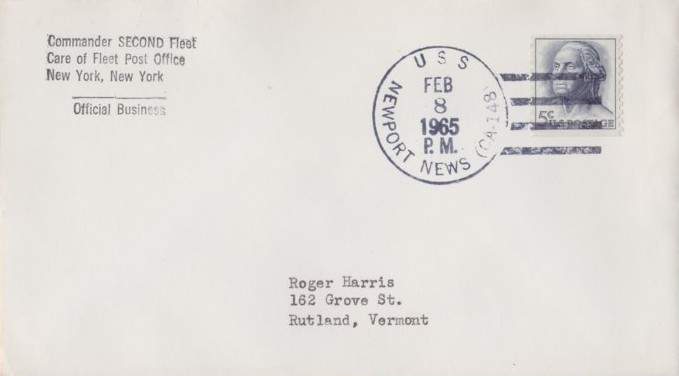 Commander SECOND Fleet
Care of Fleet Post Office
New York, New York
Official Business
USS
NEWPORT NEWS (CA-148)
FEB
8
1965
P.M.
5¢
U.S. POSTAGE
Roger Harris
162 Grove St.
Rutland, Vermont